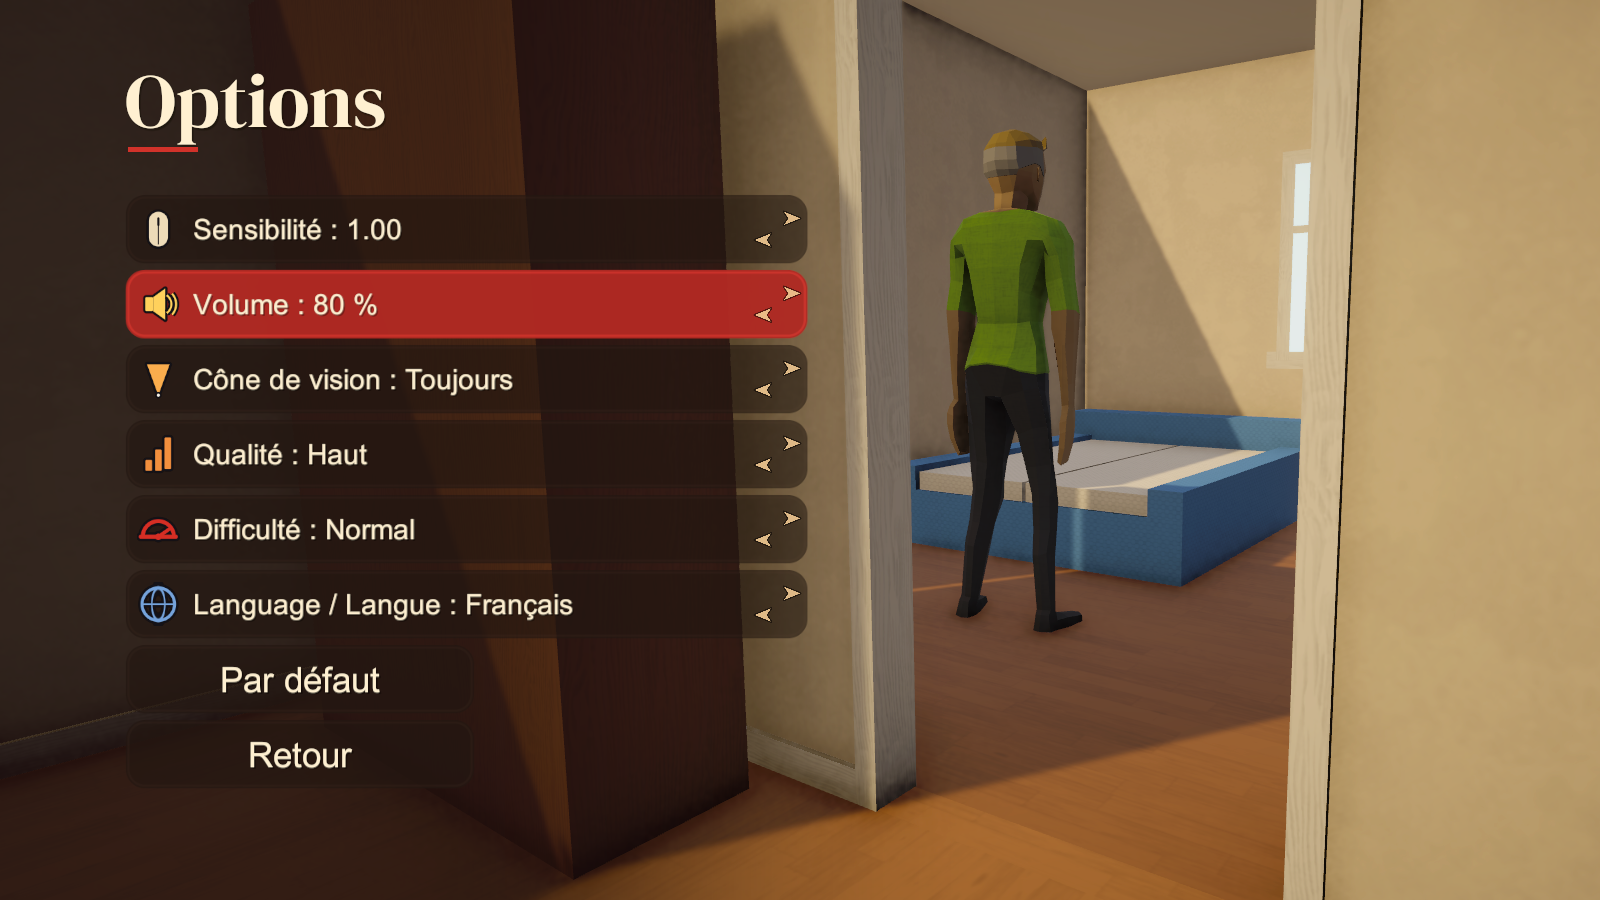 Options
Sensibilité : 1.00
Volume : 80 %
Cône de vision : Toujours
Qualité : Haut
Difficulté : Normal
Language / Langue : Français
Par défaut
Retour